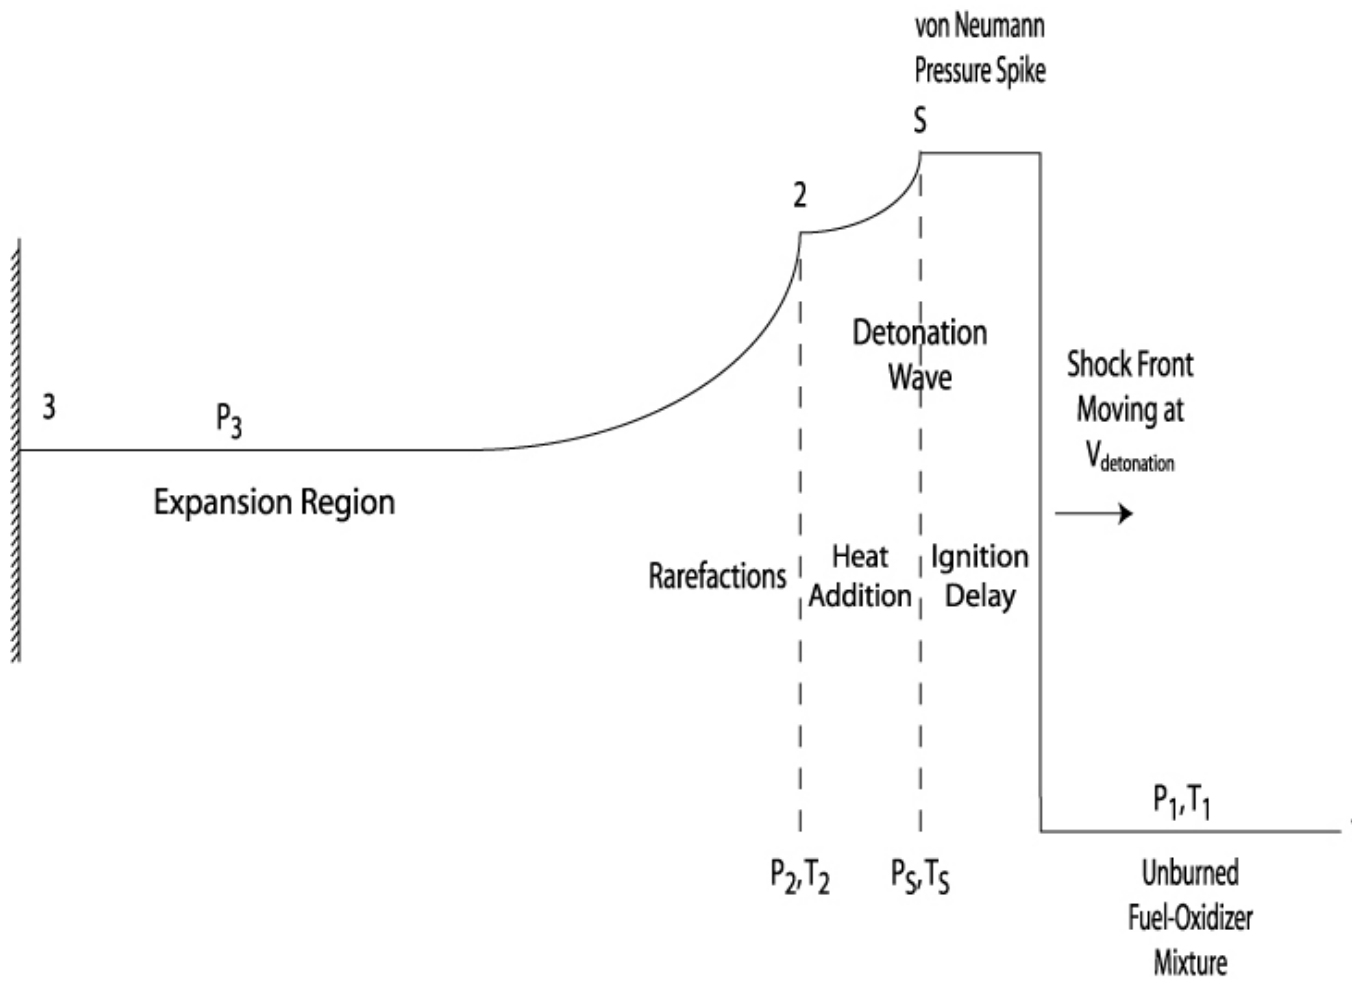 von Neumann
Pressure Spike
S
2
Detonation
Wave
Shock Front
Moving at
Vdetonation
3
P3
Expansion Region
Rarefactions
Heat
Addition
Ignition
Delay
P1,T1
P2,T2
PS,TS
Unburned
Fuel-Oxidizer
Mixture